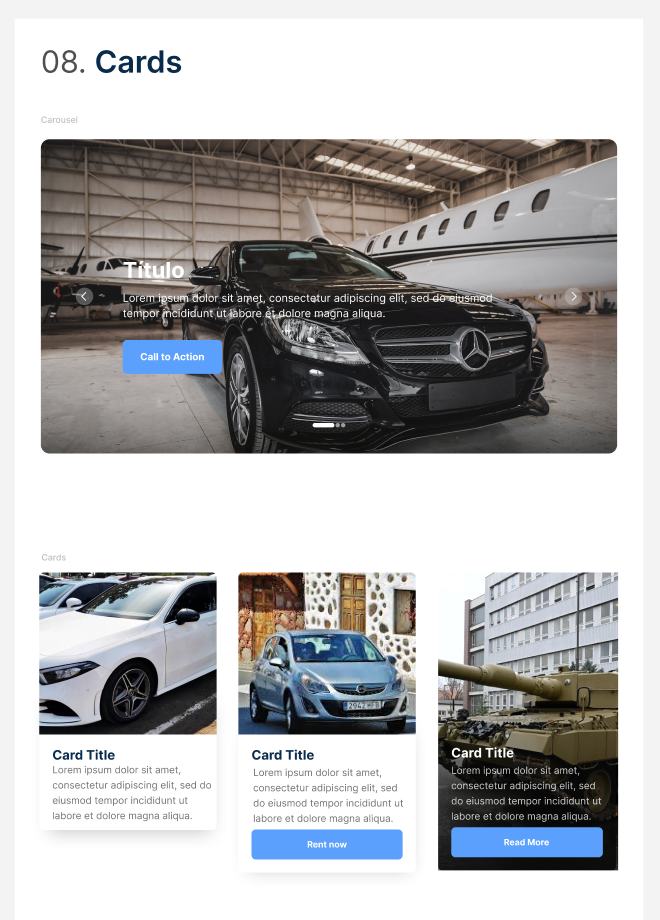 08. Cards
Carousel
Título
Lorem ipsum dolor sit amet, consectetur adipiscing elit, sed do eiusmod
tempor incididunt ut labore et dolore magna aliqua.
Call to Action
Cards
Card Title
Lorem ipsum dolor sit amet,
consectetur adipiscing elit, sed do
eiusmod tempor incididunt ut
labore et dolore magna aliqua.
Card Title
Lorem ipsum dolor sit amet,
consectetur adipiscing elit, sed
do eiusmod tempor incididunt ut
labore et dolore magna aliqua.
Rent now
Card Title
Lorem ipsum dolor sit amet,
consectetur adipiscing elit, sed
do eiusmod tempor incididunt ut
labore et dolore magna aliqua.
Read More